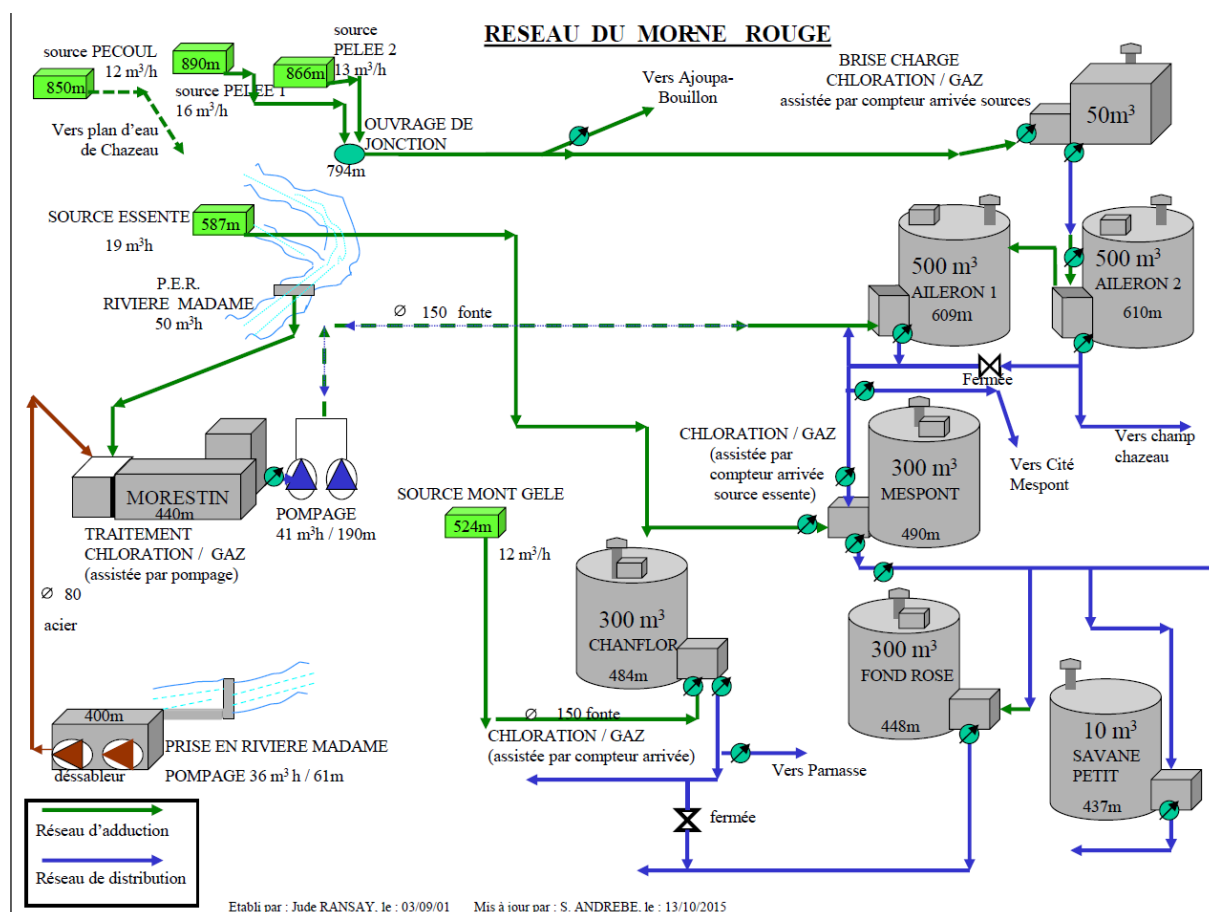 RESEAU DU MORNE ROUGE
source PECOUL
12 m³/h
850m
890m
source PELEE 1
16 m³/h
source
PELEE 2
13 m³/h
866m
Vers plan d'eau
de Chazeau
OUVRAGE DE
JONCTION
794m
Vers Ajoupa-
Bouillon
BRISE CHARGE
CHLORATION / GAZ
assistée par compteur arrivée sources
50m³
SOURCE ESSENTE
587m
19 m³h
P.E.R.
RIVIERE MADAME
50 m³h
Ø 150 fonte
500 m³
AILERON 1
609m
500 m³
AILERON 2
610m
Fermée
Vers champ
chazeau
Vers Cité
Mespont
CHLORATION / GAZ
(assistée par
compteur arrivée
source essente)
300 m³
MESPONT
490m
MORESTIN
440m
TRAITEMENT
CHLORATION / GAZ
(assistée par pompage)
POMPAGE
41 m³h / 190m
SOURCE MONT GELE
524m
12 m³/h
300 m³
CHANFLOR
484m
300 m³
FOND ROSE
448m
10 m³
SAVANE
PETIT
437m
Ø 80
acier
Ø 150 fonte
CHLORATION / GAZ
(assistée par compteur arrivée)
Vers Parnasse
fermée
400m
déssableur
PRISE EN RIVIERE MADAME
POMPAGE 36 m³h / 61m
Réseau d'adduction
Réseau de distribution
Etabli par : Jude RANSAY, le : 03/09/01 Mis à jour par : S. ANDREBE, le : 13/10/2015